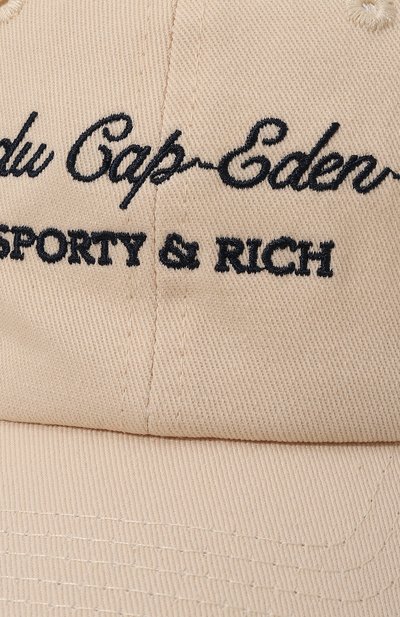 du Cap-Eden-
SPORTY & RICH